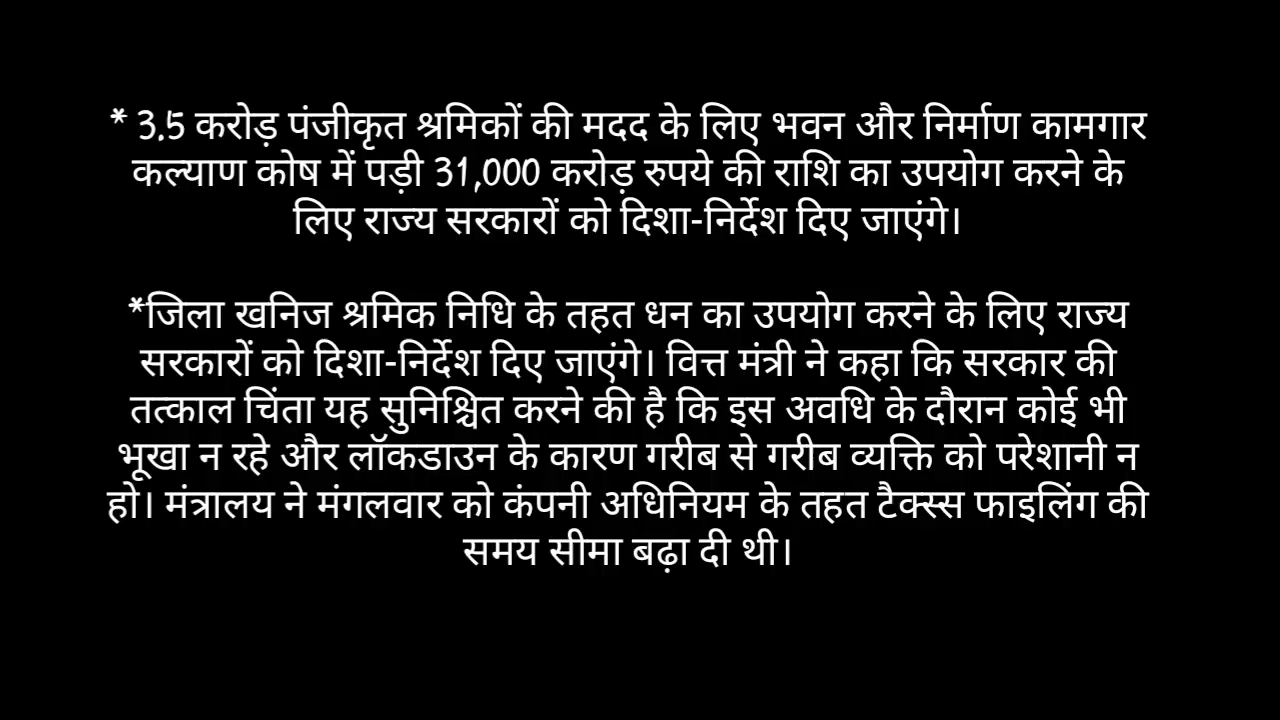 * 3.5 करोड़ पंजीकृत श्रमिकों की मदद के लिए भवन और निर्माण कामगार
कल्याण कोष में पड़ी 31,000 करोड़ रुपये की राशि का उपयोग करने के
लिए राज्य सरकारों को दिशा-निर्देश दिए जाएंगे।
*जिला खनिज श्रमिक निधि के तहत धन का उपयोग करने के लिए राज्य
सरकारों को दिशा-निर्देश दिए जाएंगे। वित्त मंत्री ने कहा कि सरकार की
तत्काल चिंता यह सुनिश्चित करने की है कि इस अवधि के दौरान कोई भी
भूखा न रहे और लॉकडाउन के कारण गरीब से गरीब व्यक्ति को परेशानी न
हो। मंत्रालय ने मंगलवार को कंपनी अधिनियम के तहत टैक्स्स फाइलिंग की
समय सीमा बढ़ा दी थी।